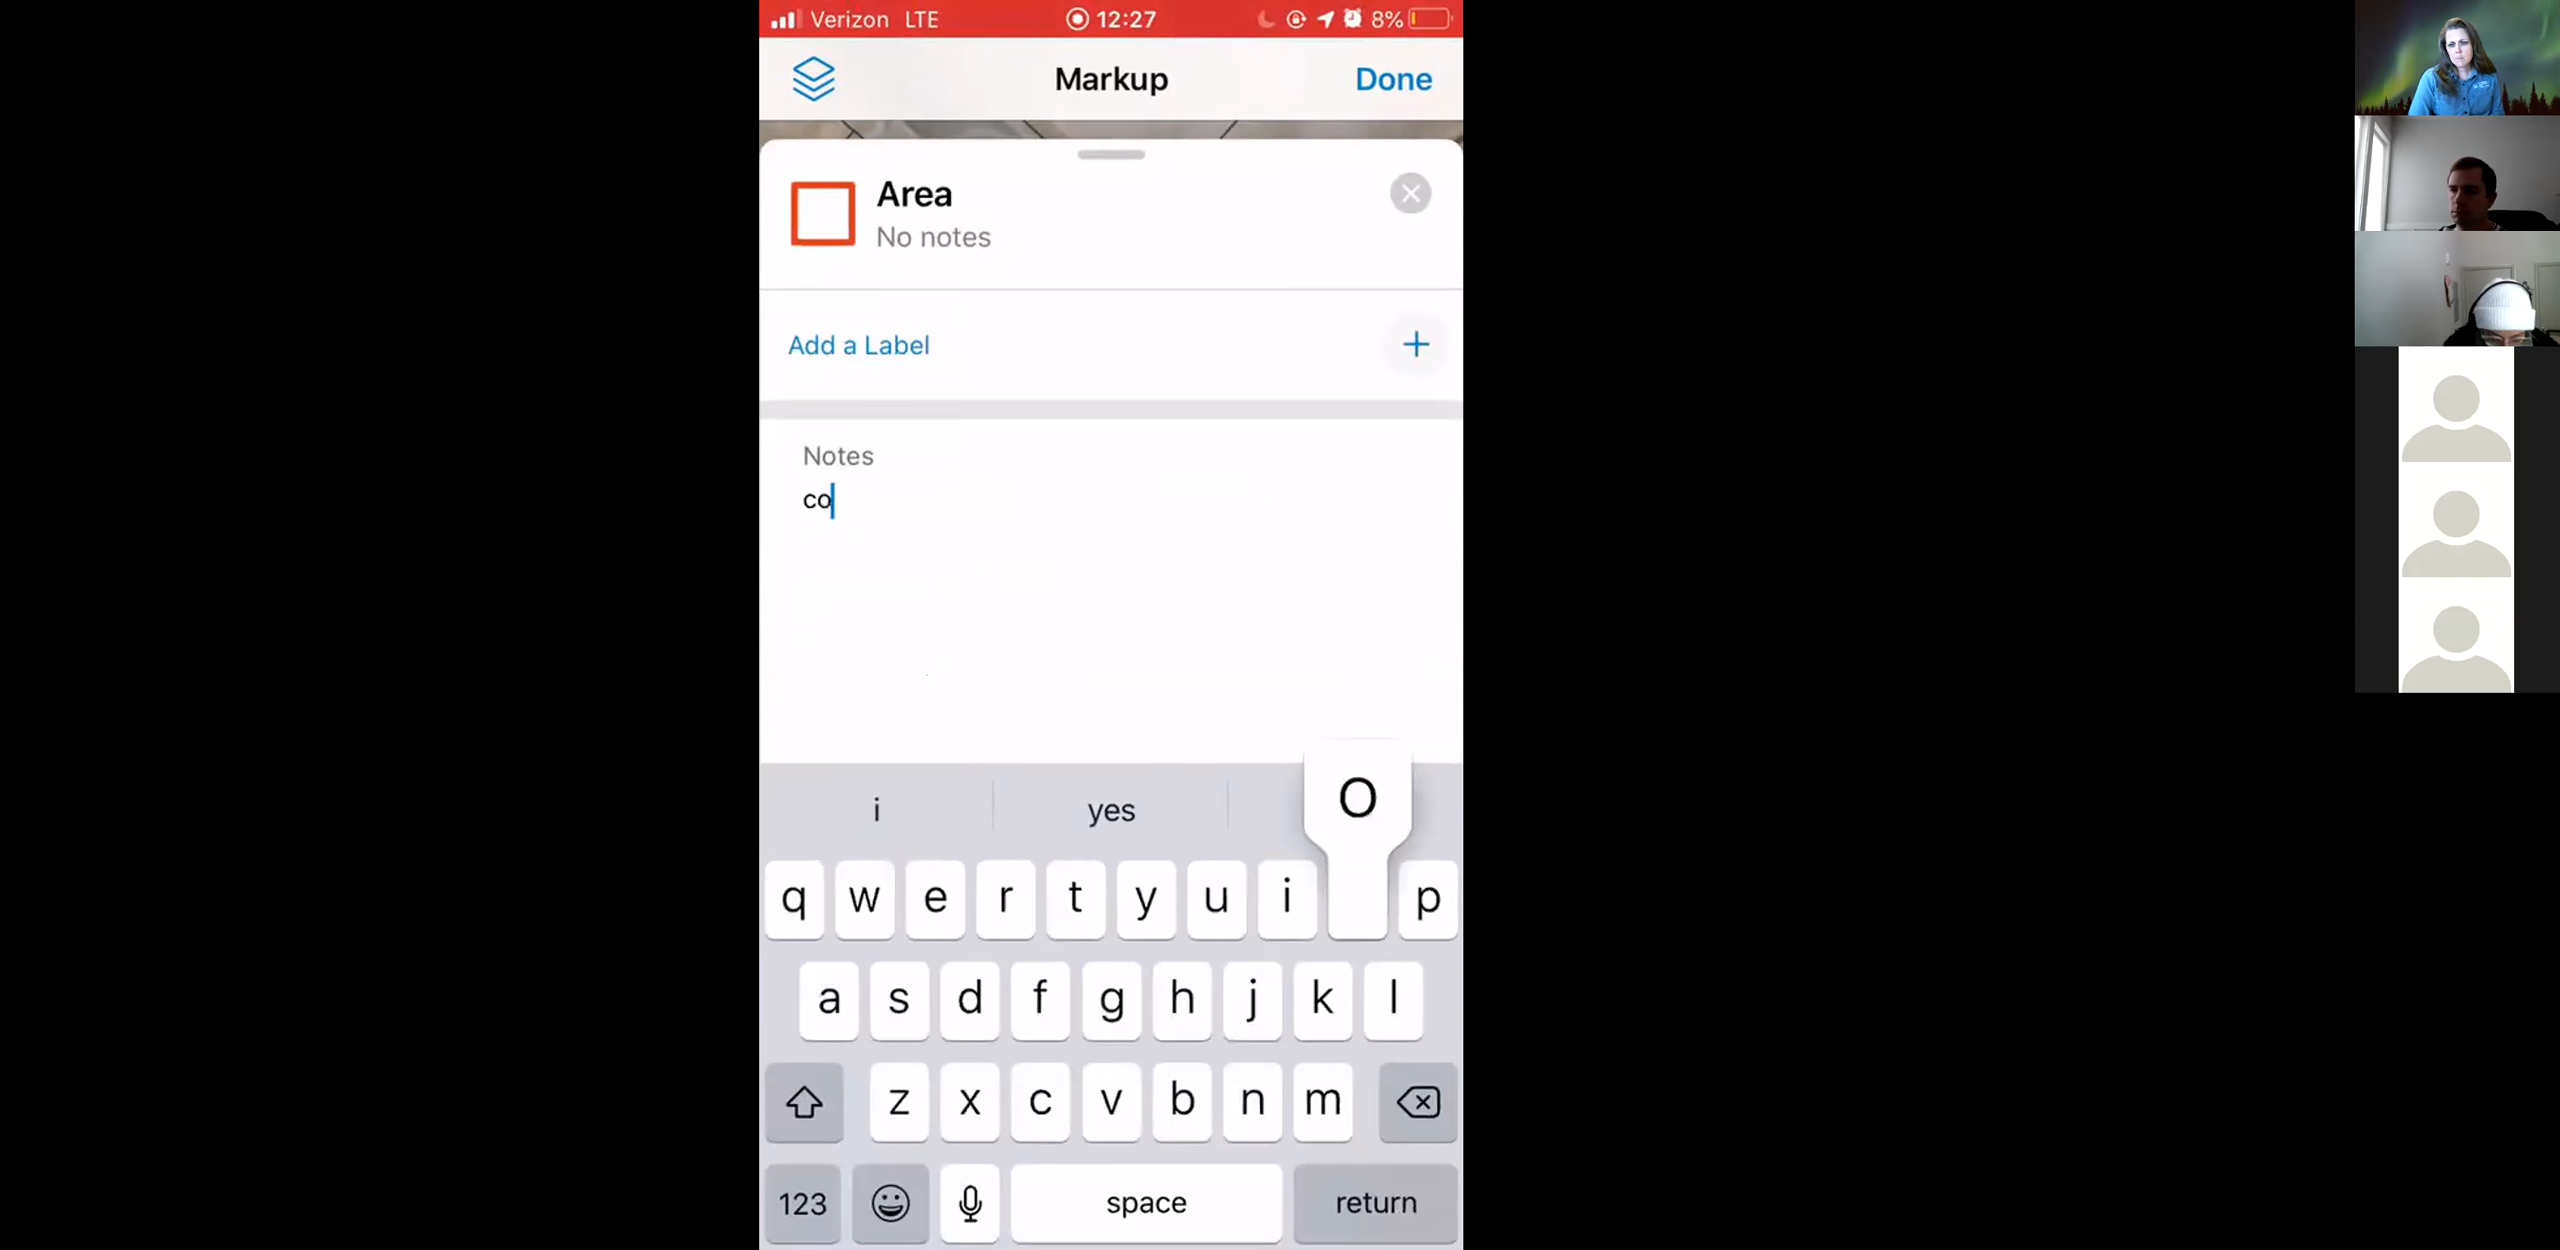 Verizon LTE 12:27 8%
Markup Done
Area
No notes
Add a Label
Notes
co
i yes O
q w e r t y u i p
a s d f g h j k l
z x c v b n m
123 space return